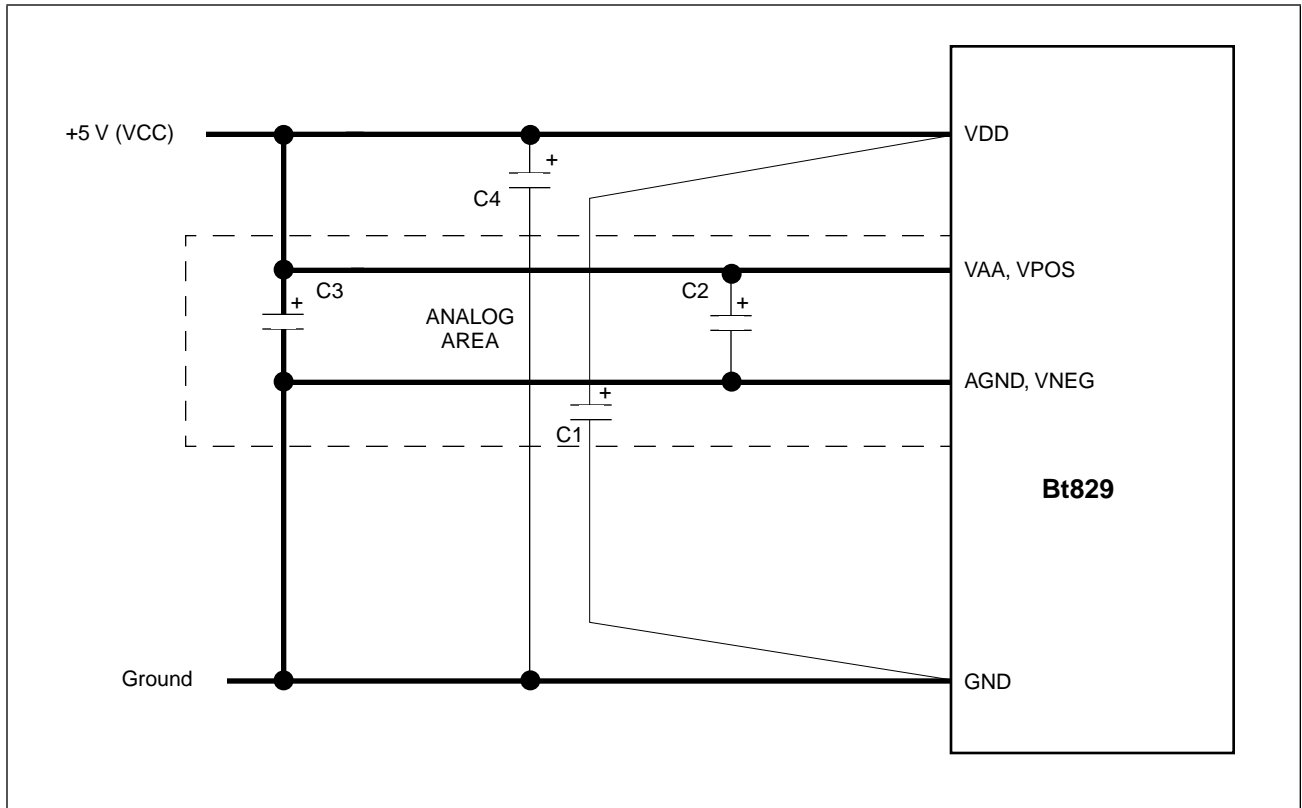 +5 V (VCC)
VDD
+
C4
VAA, VPOS
C3
C2
+
+
ANALOG
AREA
AGND, VNEG
+
C1
Bt829
Ground
GND